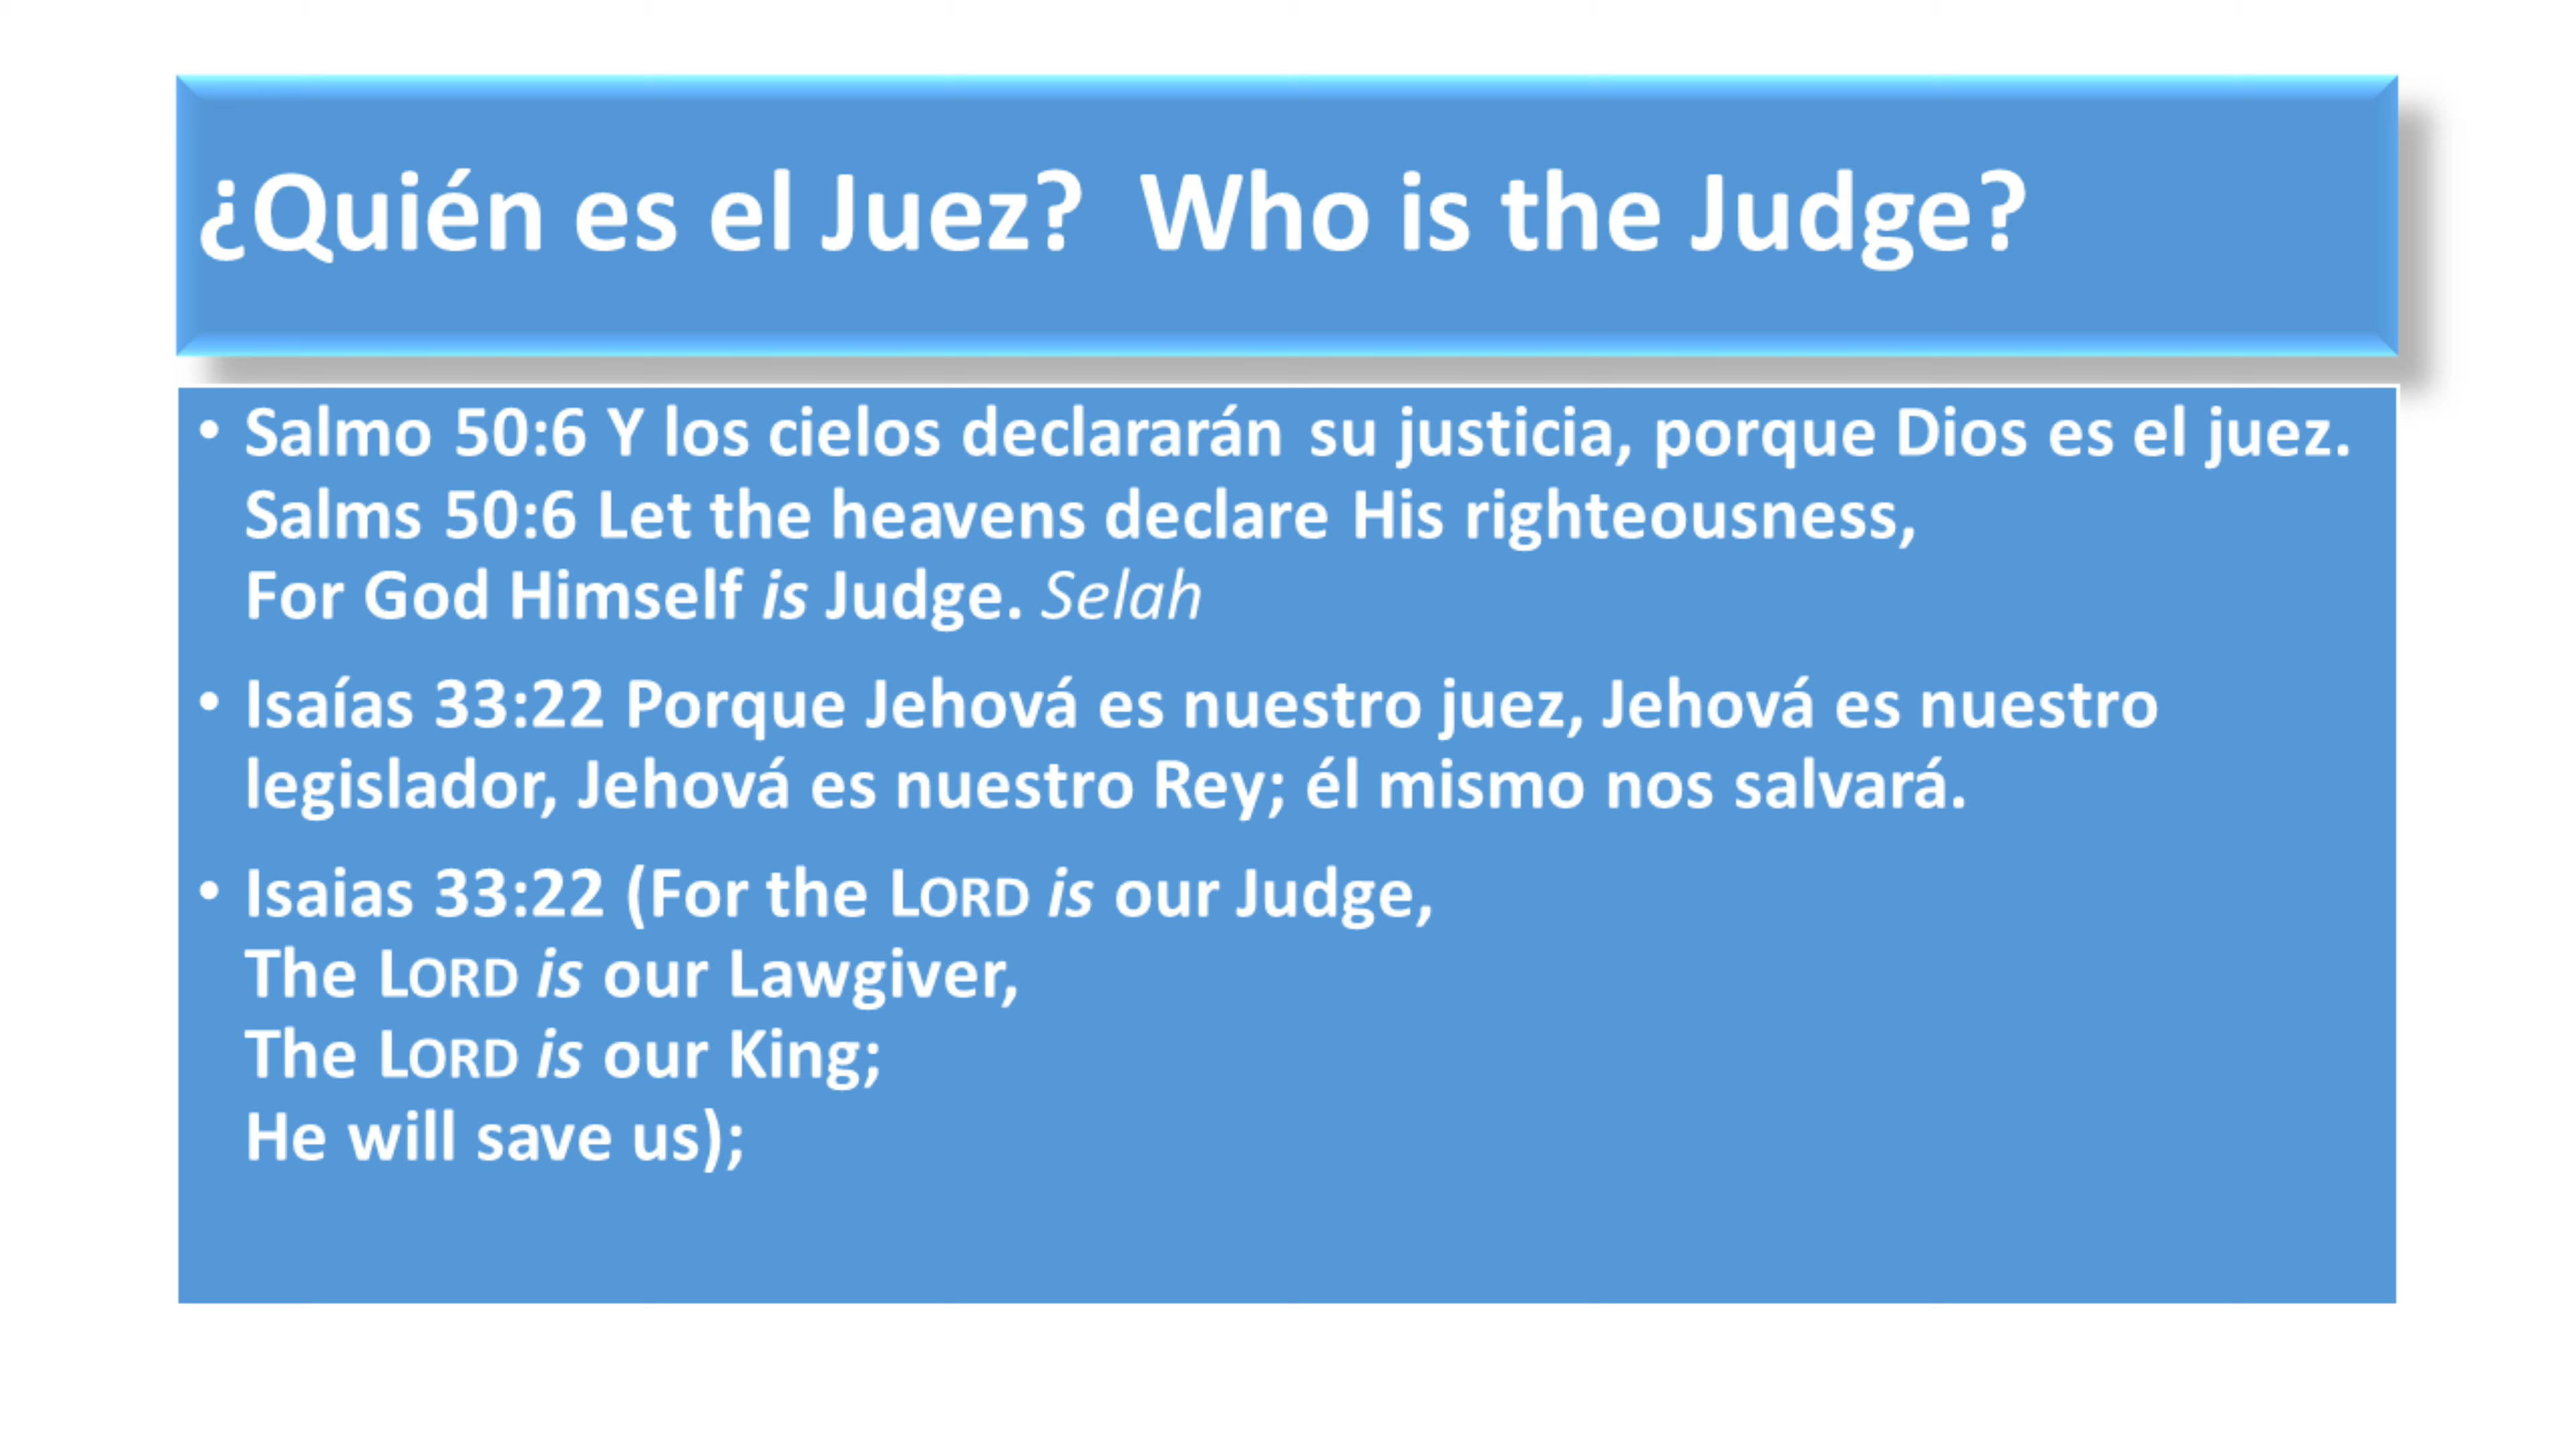 ¿Quién es el Juez?  Who is the Judge?
• Salmo 50:6 Y los cielos declararán su justicia, porque Dios es el juez.
Salms 50:6 Let the heavens declare His righteousness,
For God Himself is Judge. Selah
• Isaías 33:22 Porque Jehová es nuestro juez, Jehová es nuestro
legislador, Jehová es nuestro Rey; él mismo nos salvará.
• Isaias 33:22 (For the LORD is our Judge,
The LORD is our Lawgiver,
The LORD is our King;
He will save us);